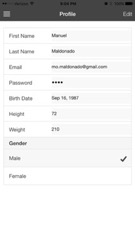 Profile
Edit
First Name Manuel
Last Name Maldonado
Email mo.maldonado@gmail.com
Password ••••
Birth Date Sep 16, 1987
Height 72
Weight 210
Gender
Male
Female